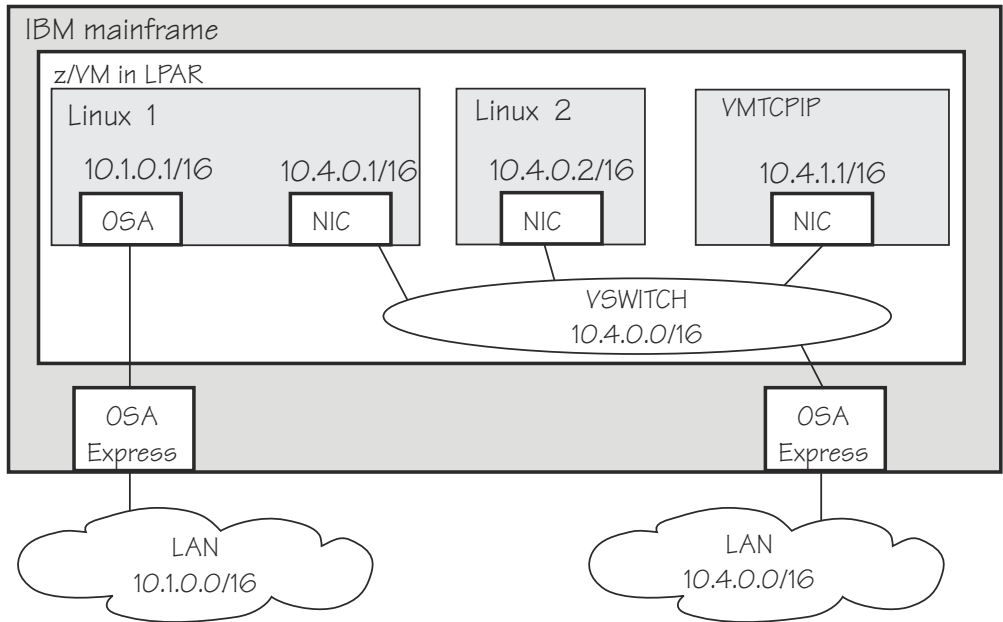 IBM mainframe
z/VM in LPAR
Linux 1
10.1.0.1/16
10.4.0.1/16
OSA
NIC
Linux 2
10.4.0.2/16
NIC
VMTCPIP
10.4.1.1/16
NIC
VSWITCH
10.4.0.0/16
OSA
Express
OSA
Express
LAN
10.1.0.0/16
LAN
10.4.0.0/16